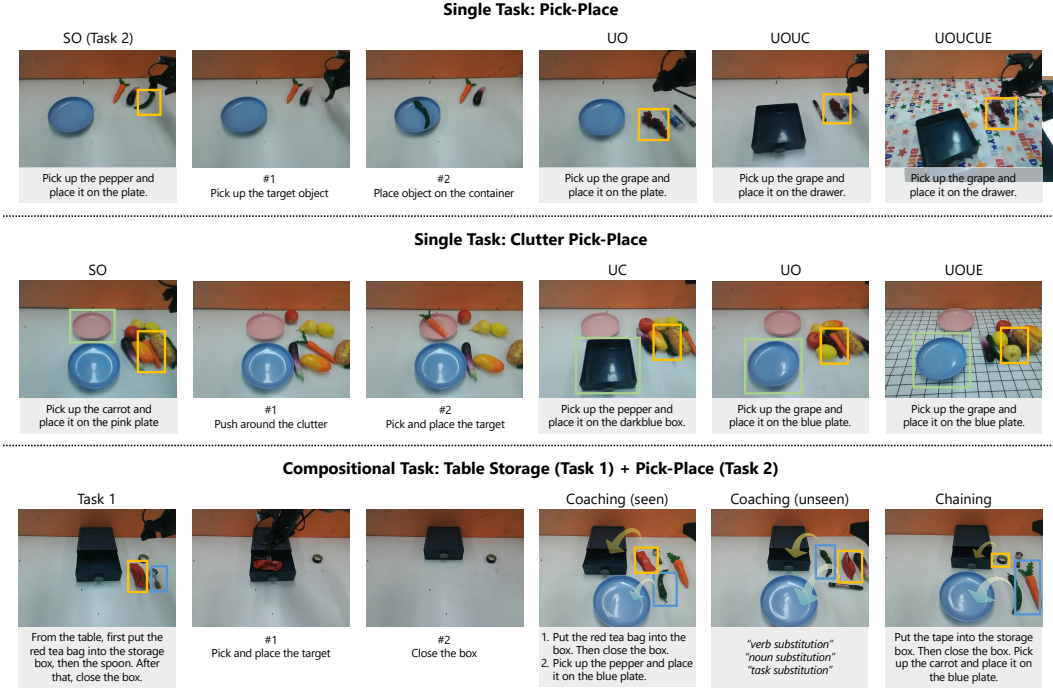 Single Task: Pick-Place
SO (Task 2)
UO
UOUC
UOUCUE
Pick up the pepper and
place it on the plate.
#1
Pick up the target object
#2
Place object on the container
Pick up the grape and
place it on the plate.
Pick up the grape and
place it on the drawer.
Pick up the grape and
place it on the drawer.
Single Task: Clutter Pick-Place
SO
UC
UO
UOUE
Pick up the carrot and
place it on the pink plate
#1
Push around the clutter
#2
Pick and place the target
Pick up the pepper and
place it on the darkblue box.
Pick up the grape and
place it on the blue plate.
Pick up the grape and
place it on the blue plate.
Compositional Task: Table Storage (Task 1) + Pick-Place (Task 2)
Task 1
Coaching (seen)
Coaching (unseen)
Chaining
From the table, first put the
red tea bag into the storage
box, then the spoon. After
that, close the box.
#1
Pick and place the target
#2
Close the box
1. Put the red tea bag into the
box. Then close the box.
2. Pick up the pepper and place
it on the blue plate.
"verb substitution"
"noun substitution"
"task substitution"
Put the tape into the storage
box. Then close the box. Pick
up the carrot and place it on
the blue plate.